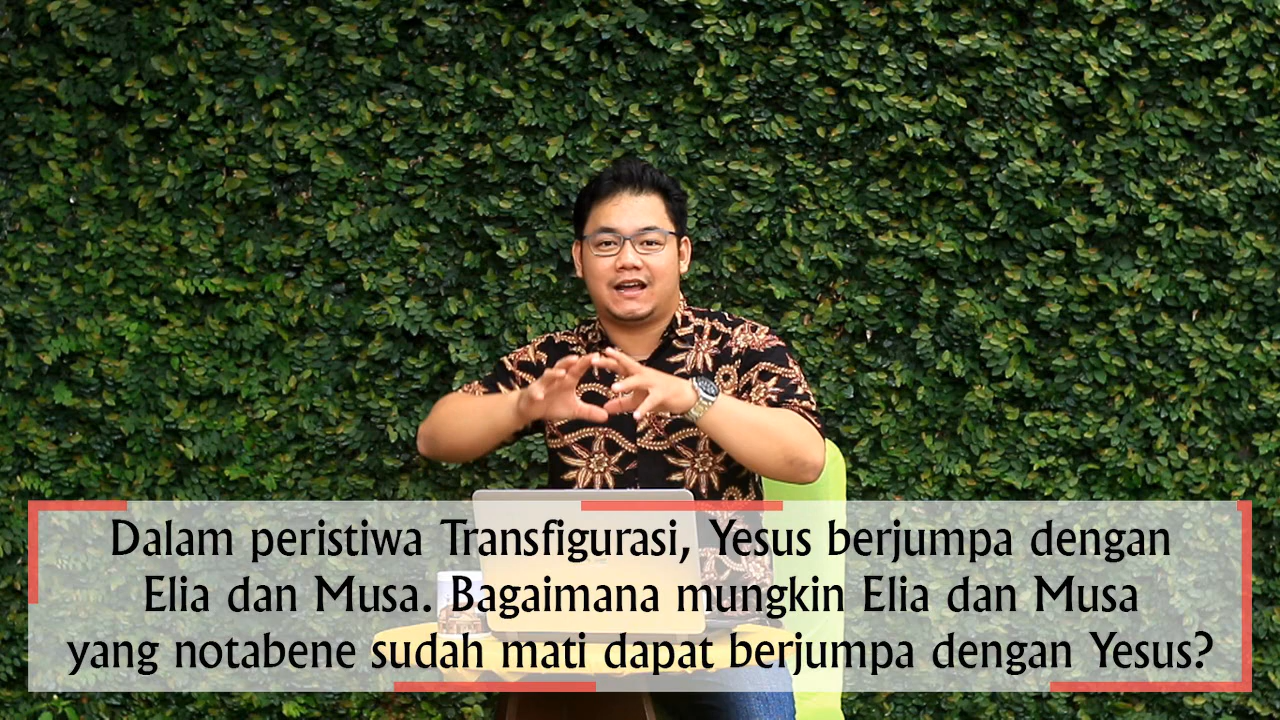 Dalam peristiwa Transfigurasi, Yesus berjumpa dengan
Elia dan Musa. Bagaimana mungkin Elia dan Musa
yang notabene sudah mati dapat berjumpa dengan Yesus?